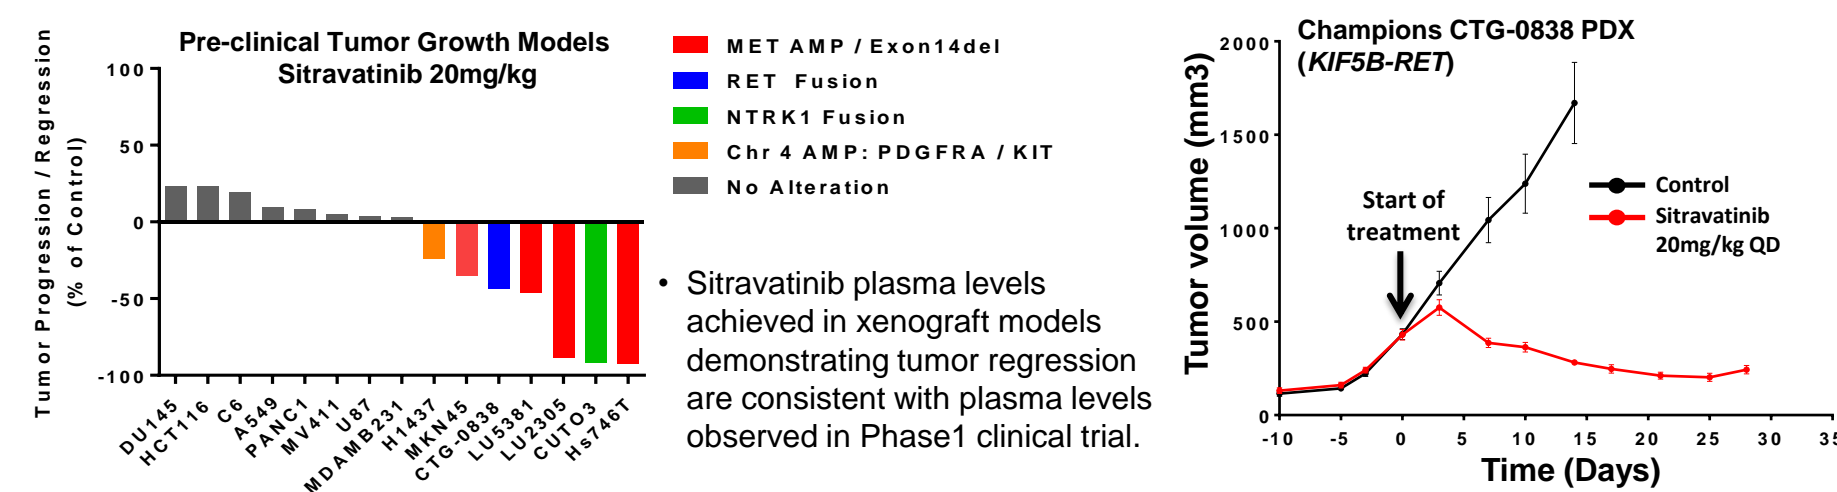 Pre-clinical Tumor Growth Models
Sitravatinib 20mg/kg
Tumor Progression / Regression
(% of Control)
100
50
0
-50
-100
DU145
HCT116
C6
A549
PANC1
MV411
U87
MDAMB231
H1437
MKN45
CTG-0838
LU5381
LU2305
CUTO3
Hs746T
MET AMP / Exon14del
RET Fusion
NTRK1 Fusion
Chr 4 AMP: PDGFRA / KIT
No Alteration
• Sitravatinib plasma levels
achieved in xenograft models
demonstrating tumor regression
are consistent with plasma levels
observed in Phase1 clinical trial.
Champions CTG-0838 PDX
(KIF5B-RET)
Tumor volume (mm3)
2000
1500
1000
500
0
Start of
treatment
Control
Sitravatinib
20mg/kg QD
-10
-5
0
5
10
15
20
25
30
35
Time (Days)